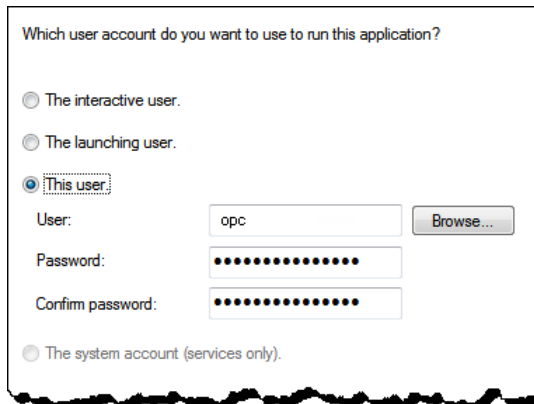 Which user account do you want to use to run this application?
The interactive user.
The launching user.
This user.
User: opc Browse...
Password: •••••••••••••••
Confirm password: •••••••••••••••
The system account (services only).